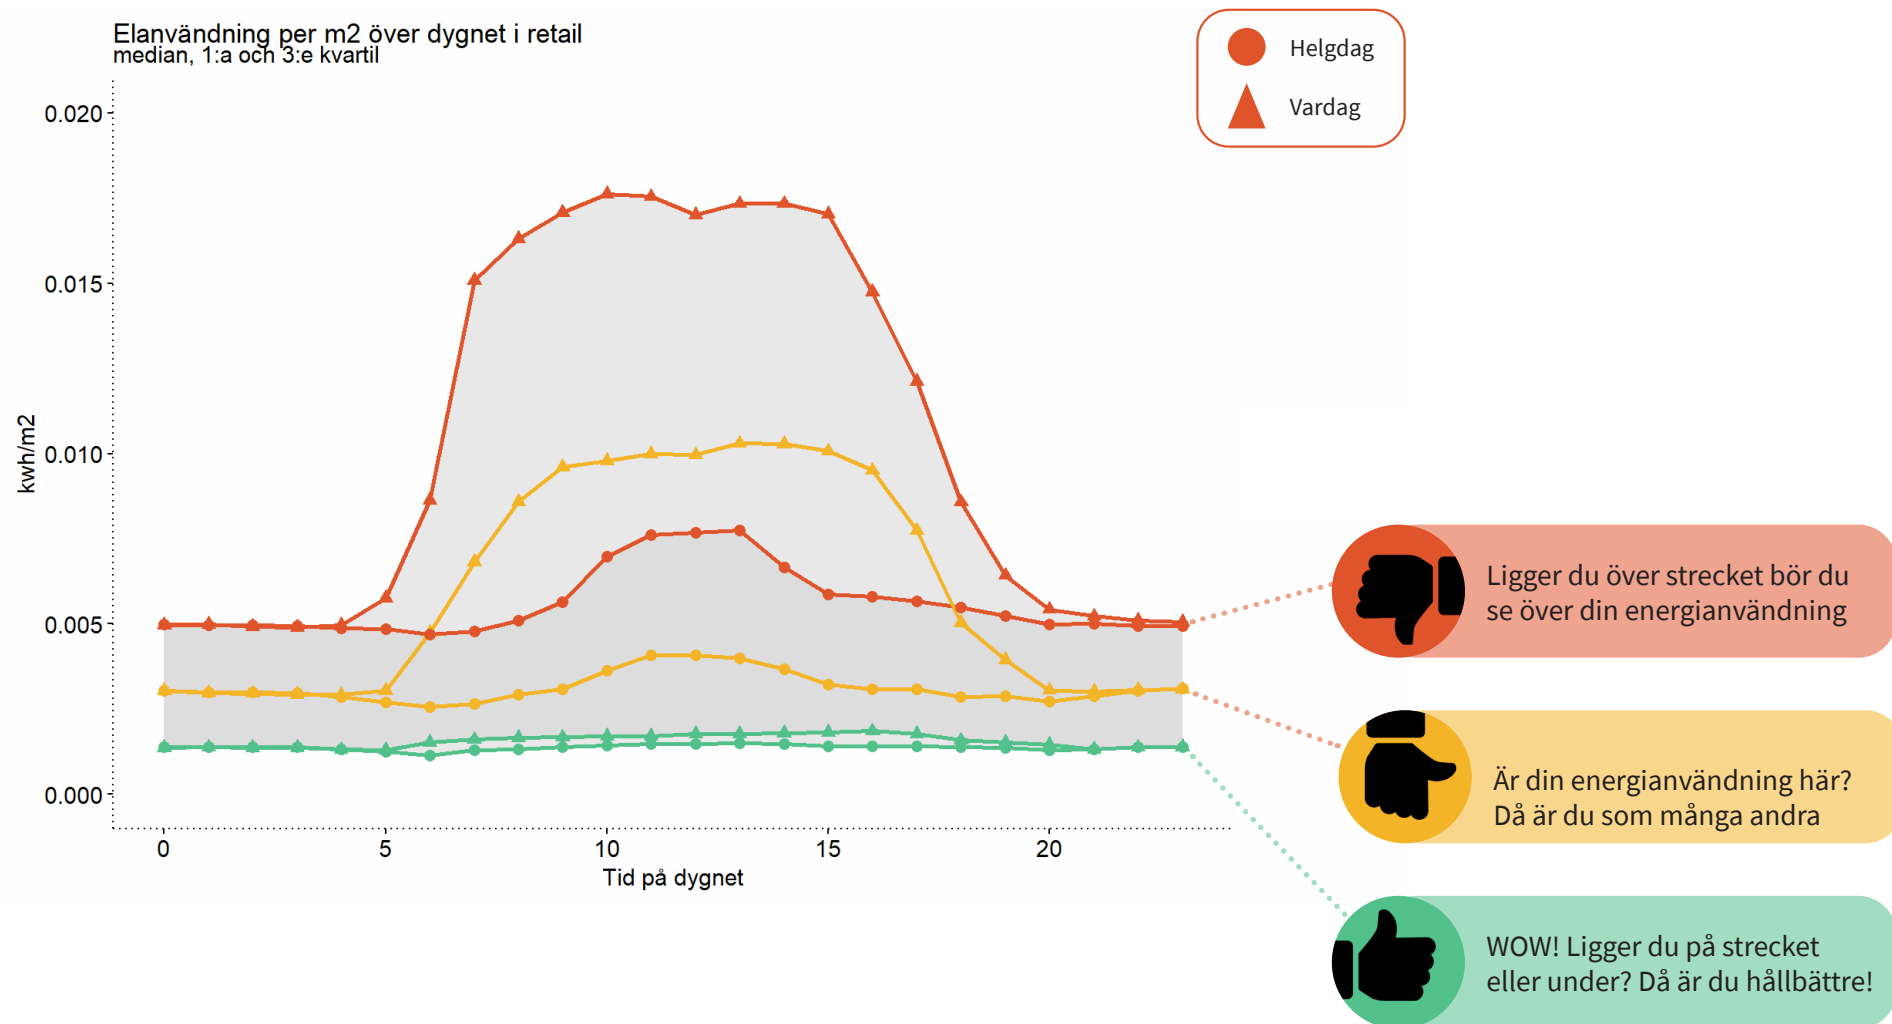 Elanvändning per m2 över dygnet i retail
median, 1:a och 3:e kvartil
Helgdag
Vardag
0.020
0.015
0.010
0.005
0.000
kwh/m2
0 5 10 15 20
Tid på dygnet
Ligger du över strecket bör du
se över din energianvändning
Är din energianvändning här?
Då är du som många andra
WOW! Ligger du på strecket
eller under? Då är du hållbättre!